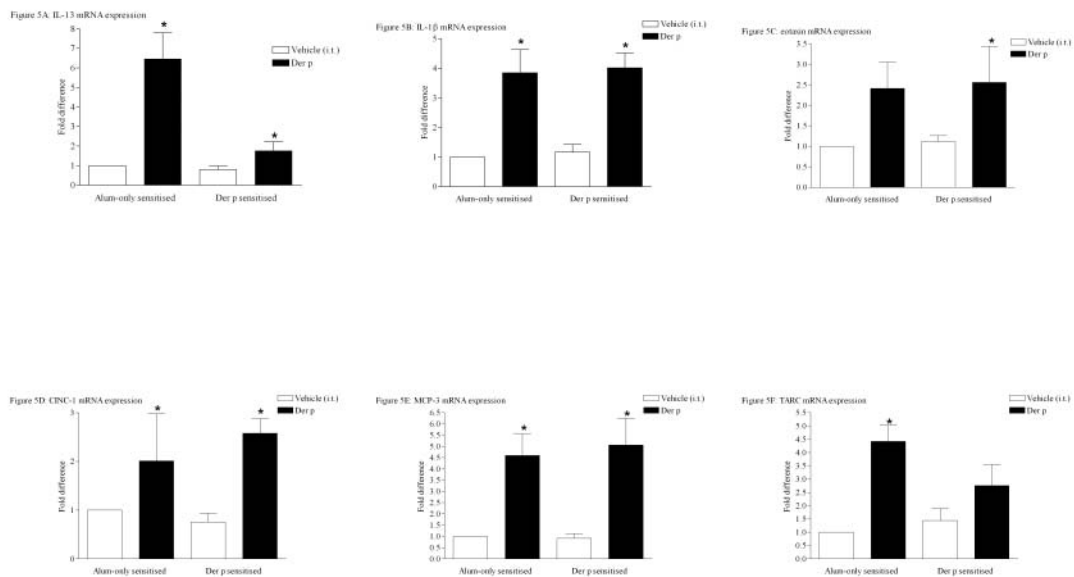 Figure 5A: IL-13 mRNA expression
*
Vehicle (i.t.)
Der p
8
7
6
5
4
3
2
1
0
Fold difference
*
Alum-only sensitised Der p sensitised
Figure 5B: IL-1β mRNA expression
Vehicle (i.t.)
Der p
* *
5
4
3
2
1
0
Fold difference
Alum-only sensitised Der p sensitised
Figure 5C: eotaxin mRNA expression
Vehicle (i.t.)
Der p
*
3.5
3.0
2.5
2.0
1.5
1.0
0.5
0.0
Fold difference
Alum-only sensitised Der p sensitised
Figure 5D: CINC-1 mRNA expression
Vehicle (i.t.)
Der p
* *
3
2
1
0
Fold difference
Alum-only sensitised Der p sensitised
Figure 5E: MCP-3 mRNA expression
Vehicle (i.t.)
Der p
* *
6.5
6.0
5.5
5.0
4.5
4.0
3.5
3.0
2.5
2.0
1.5
1.0
0.5
0.0
Fold difference
Alum-only sensitised Der p sensitised
Figure 5F: TARC mRNA expression
Vehicle (i.t.)
Der p
*
5.5
5.0
4.5
4.0
3.5
3.0
2.5
2.0
1.5
1.0
0.5
0.0
Fold difference
Alum-only sensitised Der p sensitised